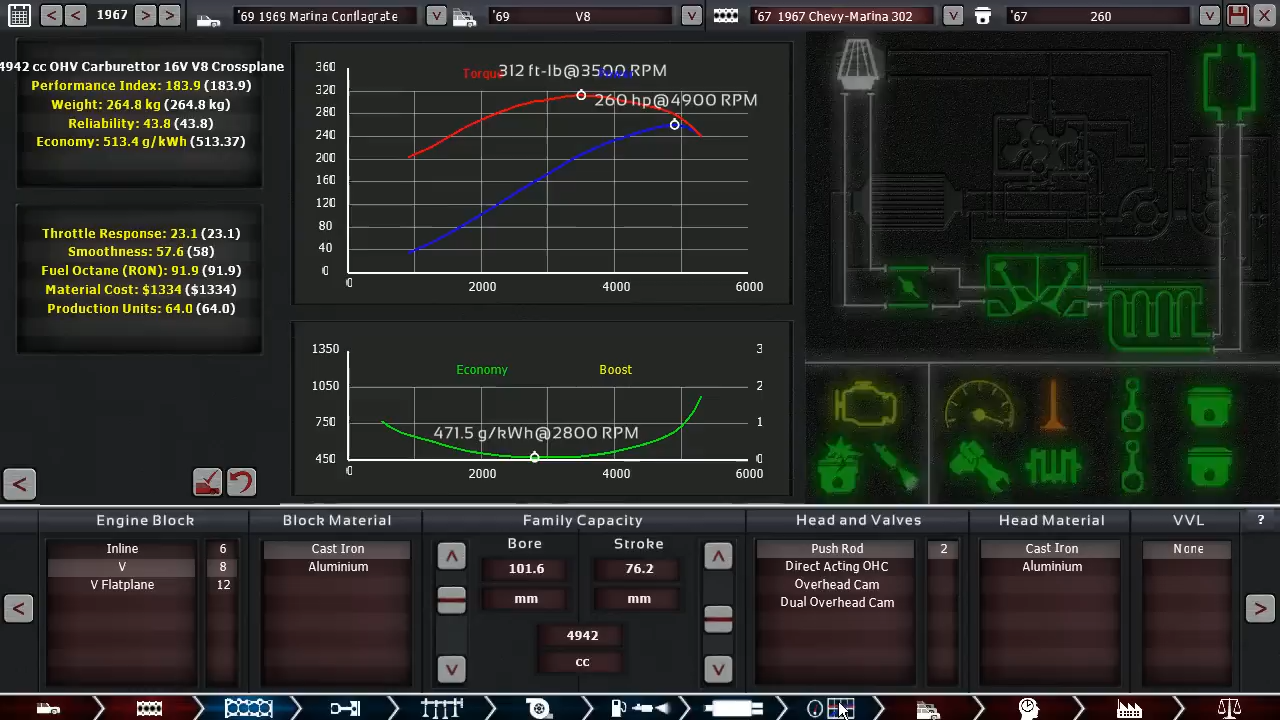 1967
'69 1969 Marina Conflagrate
'69 V8
'67 1967 Chevy-Marina 302
'67 260
4942 cc OHV Carburettor 16V V8 Crossplane
Performance Index: 183.9 (183.9)
Weight: 264.8 kg (264.8 kg)
Reliability: 43.8 (43.8)
Economy: 513.4 g/kWh (513.37)
Throttle Response: 23.1 (23.1)
Smoothness: 57.6 (58)
Fuel Octane (RON): 91.9 (91.9)
Material Cost: $1334 ($1334)
Production Units: 64.0 (64.0)
Torque
312 ft-lb@3500 RPM
260 hp@4900 RPM
360
320
280
240
200
160
120
80
40
0
0 2000 4000 6000
Economy Boost
471.5 g/kWh@2800 RPM
1350 3
1050 2
750 1
450 0
0 2000 4000 6000
Engine Block
Inline 6
V 8
V Flatplane 12
Block Material
Cast Iron
Aluminium
Family Capacity
Bore Stroke
101.6 76.2
mm mm
4942
cc
Head and Valves
Push Rod 2
Direct Acting OHC
Overhead Cam
Dual Overhead Cam
Head Material
Cast Iron
Aluminium
VVL
None
?